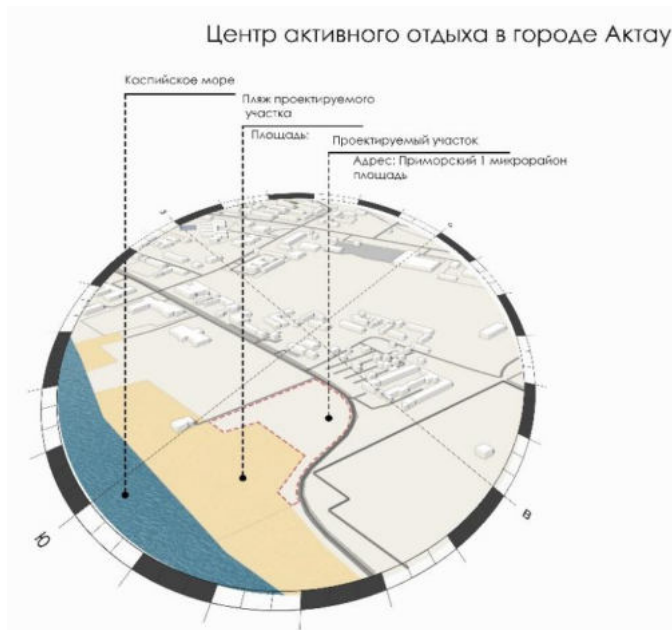 Центр активного отдыха в городе Актау
Каспийское море
Пляж проектируемого
участка
Площадь:
Проектируемый участок
Адрес: Приморский 1 микрорайон
площадь
З
С
Ю
В